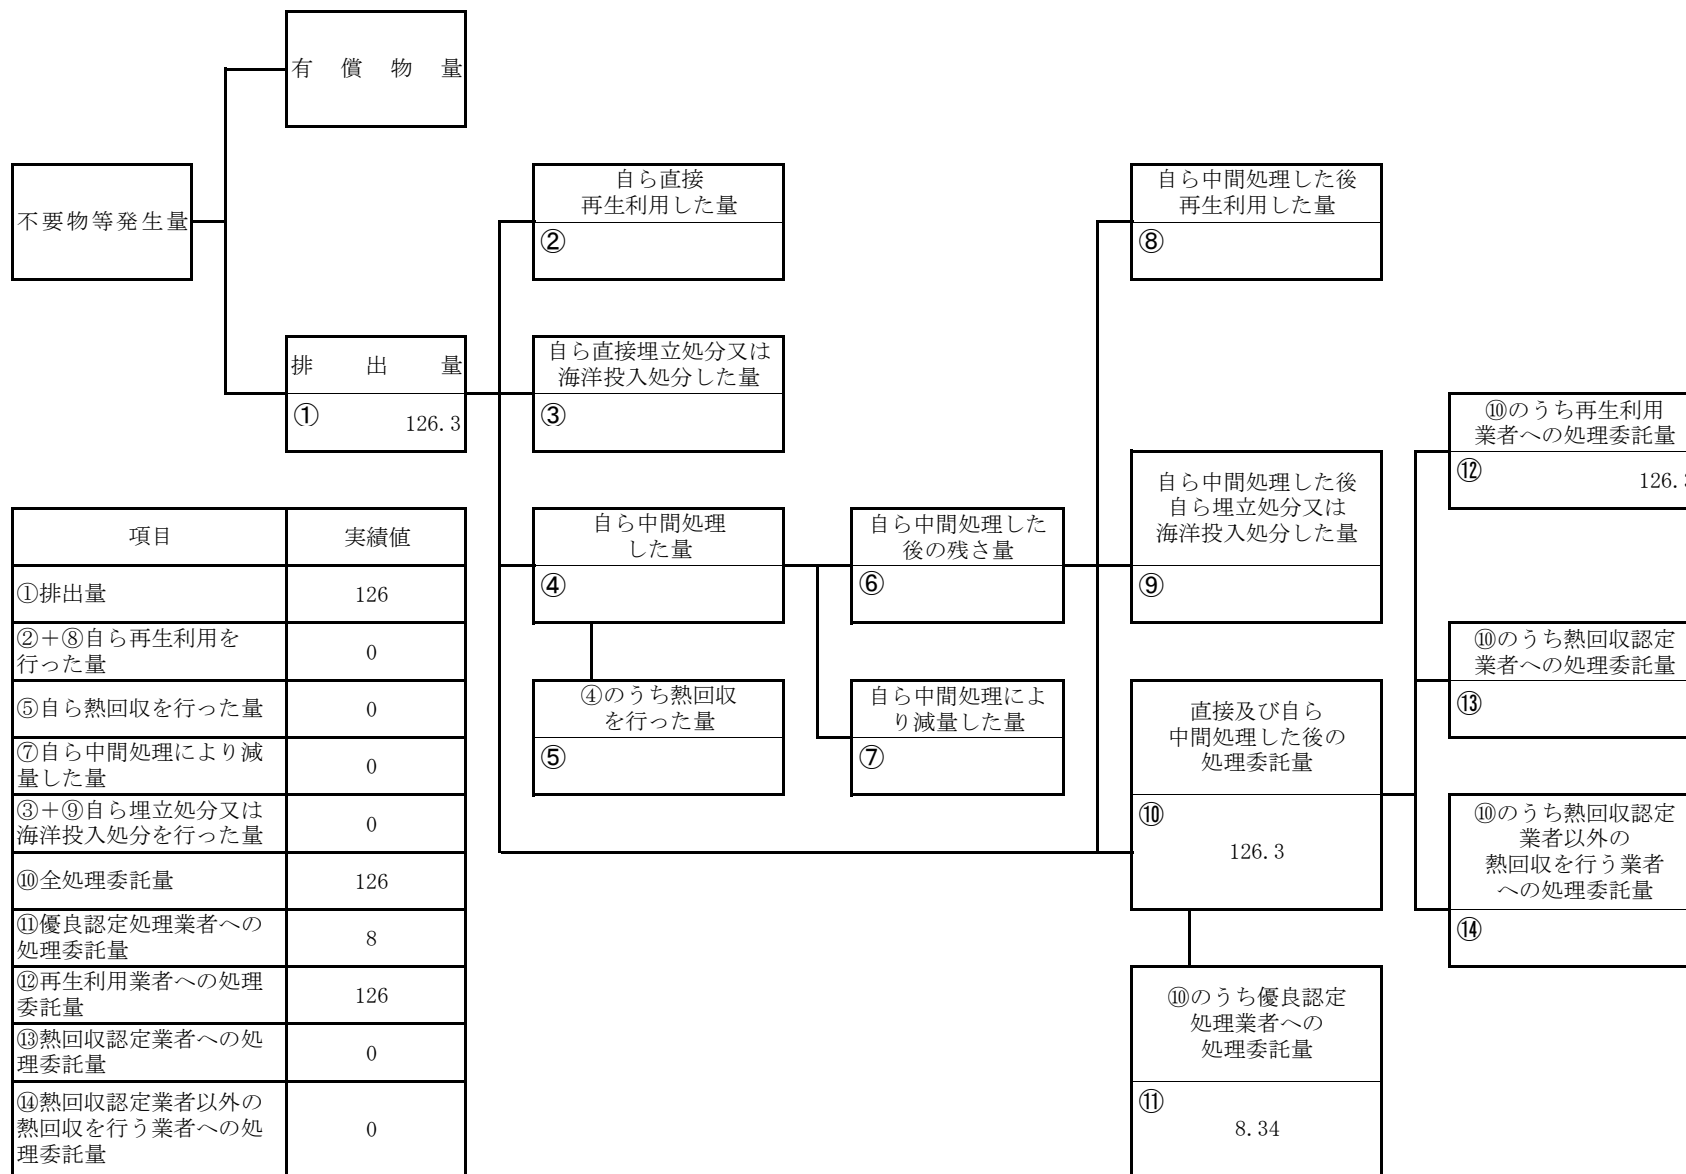 有償物量
不要物等発生量
排出量
①
126.3
自ら直接
再生利用した量
②
自ら直接埋立処分又は
海洋投入処分した量
③
自ら中間処理
した量
④
④のうち熱回収
を行った量
⑤
自ら中間処理した
後の残さ量
⑥
自ら中間処理によ
り減量した量
⑦
自ら中間処理した後
再生利用した量
⑧
自ら中間処理した後
自ら埋立処分又は
海洋投入処分した量
⑨
直接及び自ら
中間処理した後の
処理委託量
⑩
126.3
⑩のうち優良認定
処理業者への
処理委託量
⑪
8.34
⑩のうち再生利用
業者への処理委託量
⑫
⑩のうち熱回収認定
業者への処理委託量
⑬
⑩のうち熱回収認定
業者以外の
熱回収を行う業者
への処理委託量
⑭
項目 実績値
①排出量 126
②＋⑧自ら再生利用を
行った量 0
⑤自ら熱回収を行った量 0
⑦自ら中間処理により減
量した量 0
③＋⑨自ら埋立処分又は
海洋投入処分を行った量 0
⑩全処理委託量 126
⑪優良認定処理業者への
処理委託量 8
⑫再生利用業者への処理
委託量 126
⑬熱回収認定業者への処
理委託量 0
⑭熱回収認定業者以外の
熱回収を行う業者への処
理委託量 0